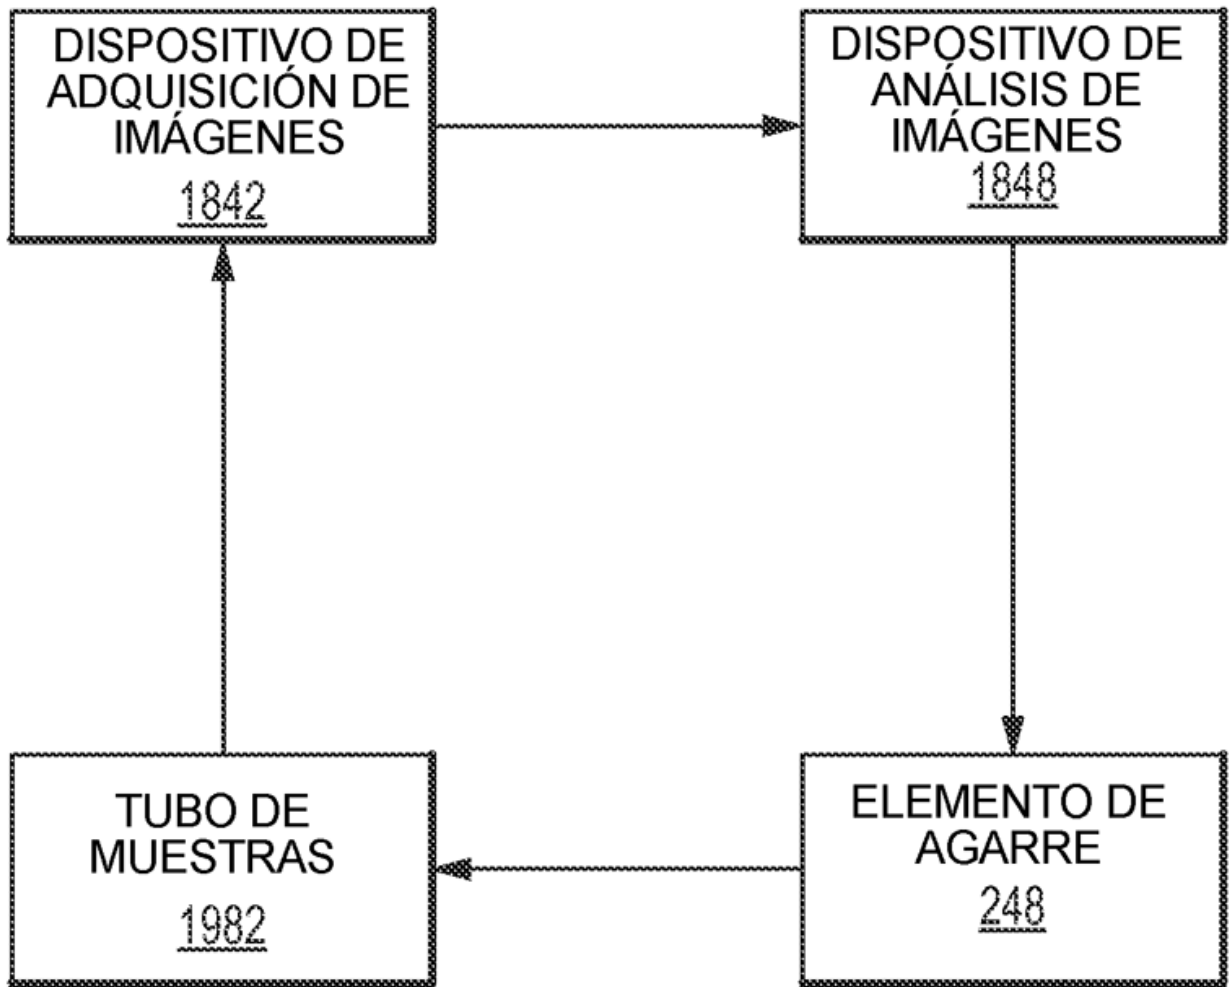 DISPOSITIVO DE
ADQUISICIÓN DE
IMÁGENES
1842
DISPOSITIVO DE
ANÁLISIS DE
IMÁGENES
1848
TUBO DE
MUESTRAS
1982
ELEMENTO DE
AGARRE
248